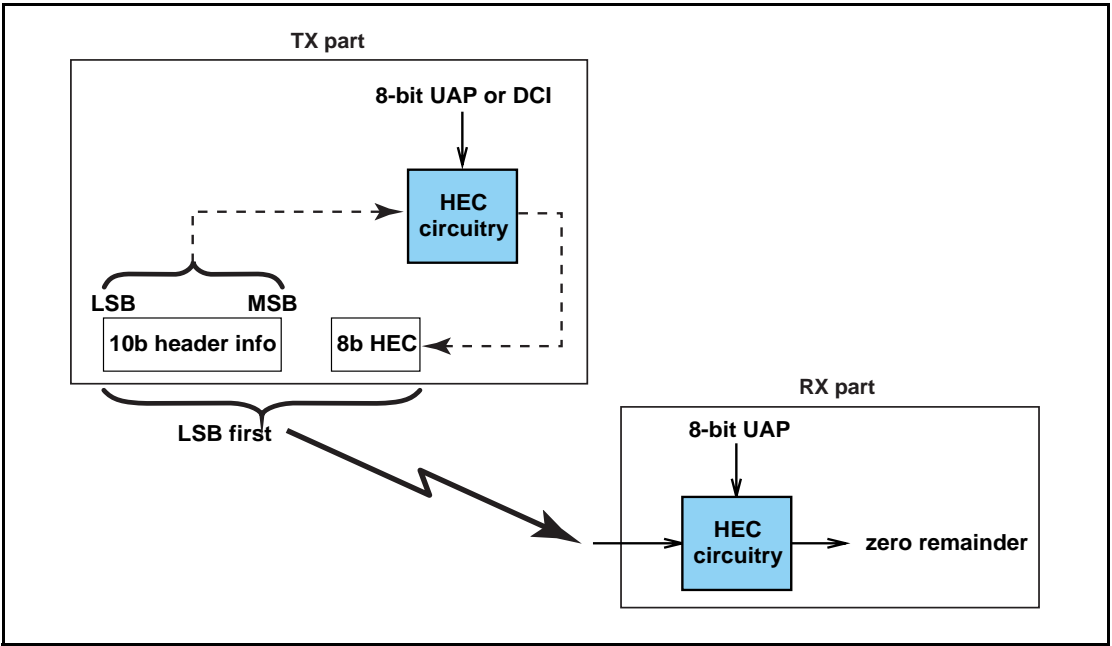 TX part
8-bit UAP or DCI
HEC
circuitry
LSB
MSB
10b header info
8b HEC
LSB first
RX part
8-bit UAP
HEC
circuitry
zero remainder